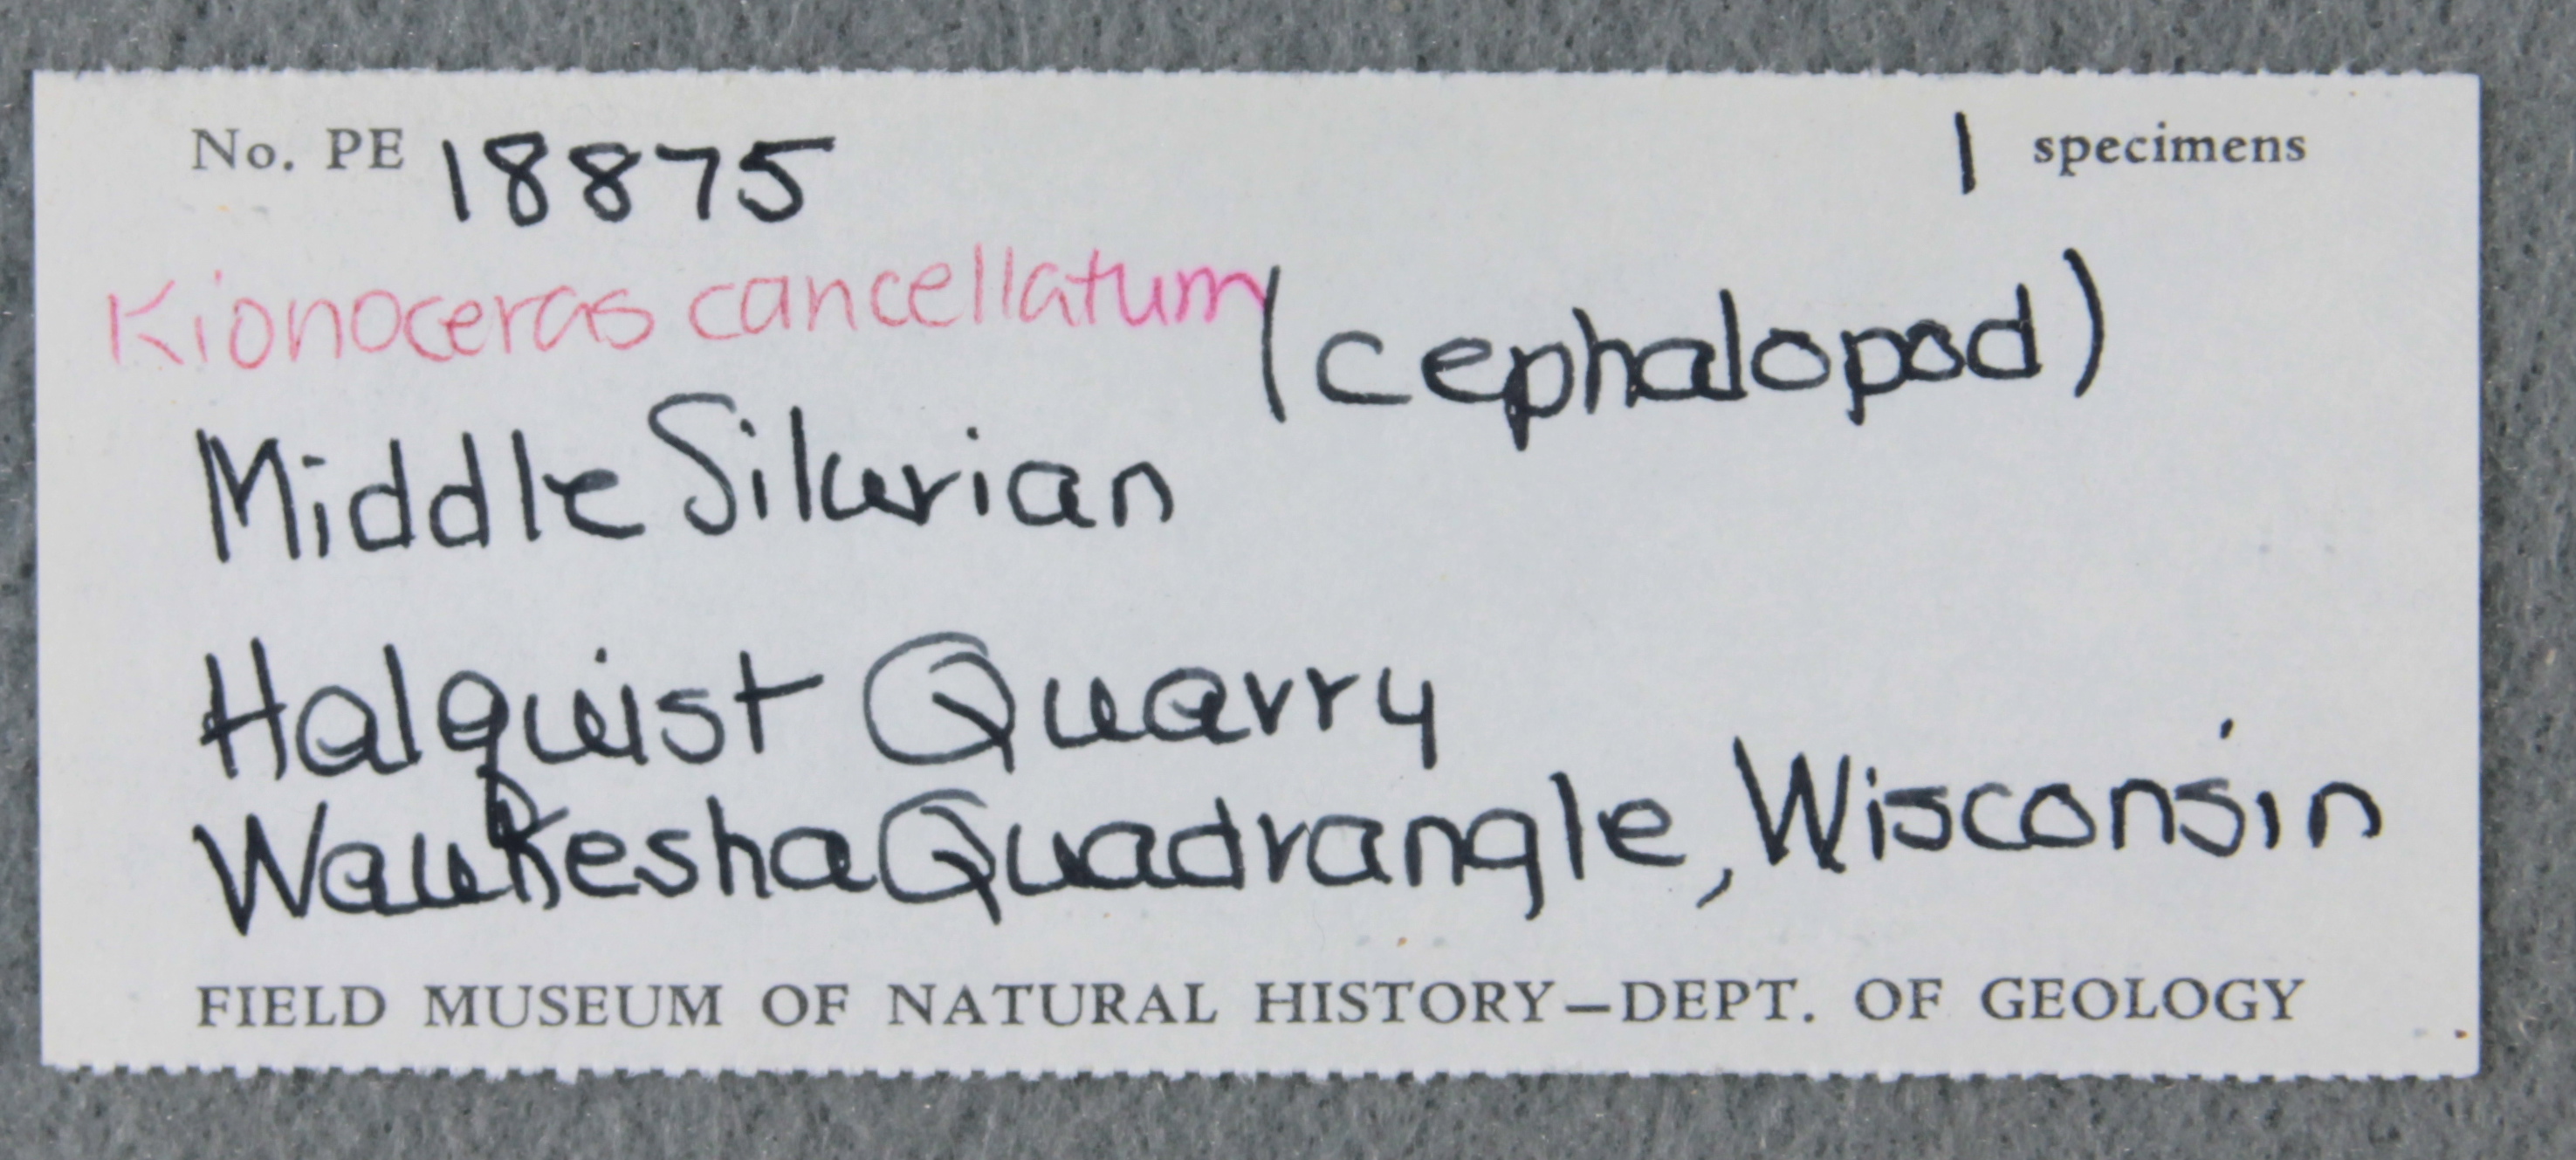 No. PE 18875 1 specimens
Kionoceras cancellatum (cephalopod)
Middle Silurian
Halquist Quarry
Waukesha Quadrangle, Wisconsin
FIELD MUSEUM OF NATURAL HISTORY—DEPT. OF GEOLOGY